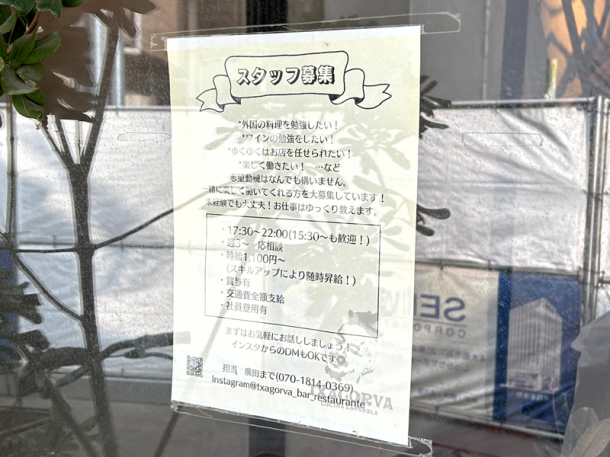 スタッフ募集
*外国の料理を勉強したい！
*ワインの勉強をしたい！
*ゆくゆくはお店を任せられたい！
*楽しく働きたい！ …など
志望動機はなんでも構いません。
一緒に楽しく働いてくれる方を大募集しています！
未経験でも大丈夫！お仕事はゆっくり教えます。
・17:30～22:00(15:30～も歓迎！)
・週3～ 応相談
・時給1,100円～
(スキルアップにより随時昇給！)
・賞与有
・交通費全額支給
・社員登用有
まずはお気軽にお話ししましょう！
インスタからのDMもOKです◎
担当 廣田まで(070-1814-0369)
Instagram@txagorva_bar_restaurante